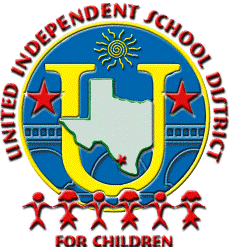 UNITED INDEPENDENT SCHOOL DISTRICT
U
FOR CHILDREN